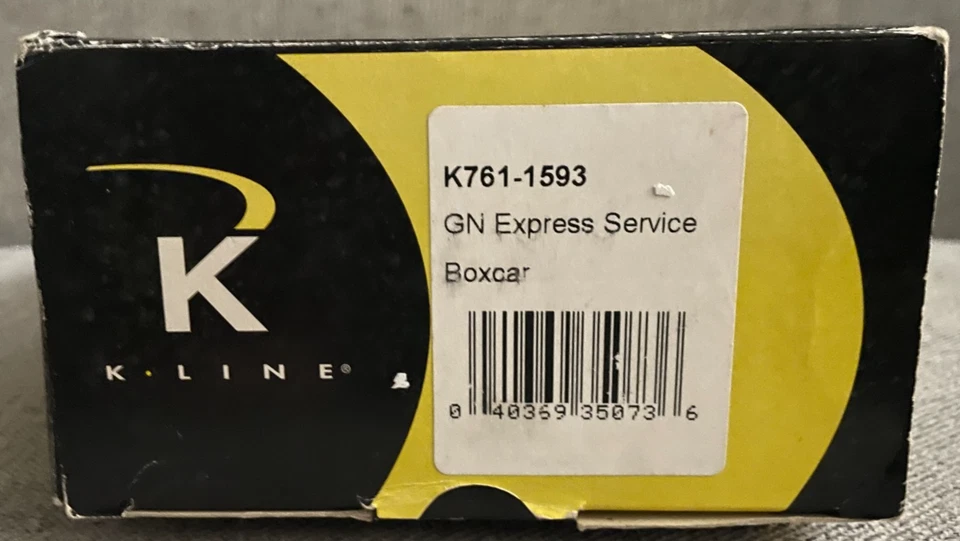 K
K·LINE®
K761-1593
GN Express Service
Boxcar
0 40369 35073 6